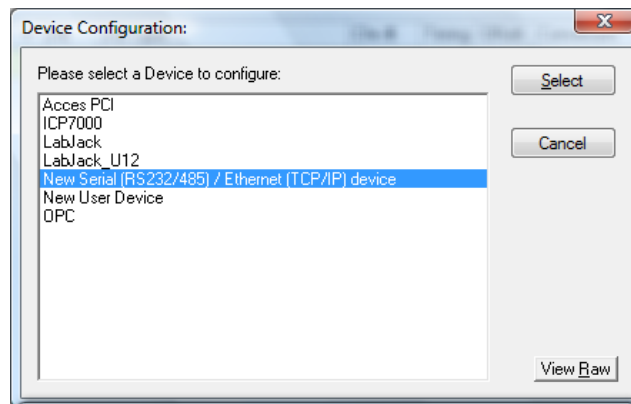 Device Configuration:
Please select a Device to configure:
Select
Acces PCI
ICP7000
LabJack
LabJack_U12
Cancel
New Serial (RS232/485) / Ethernet (TCP/IP) device
New User Device
OPC
View Raw